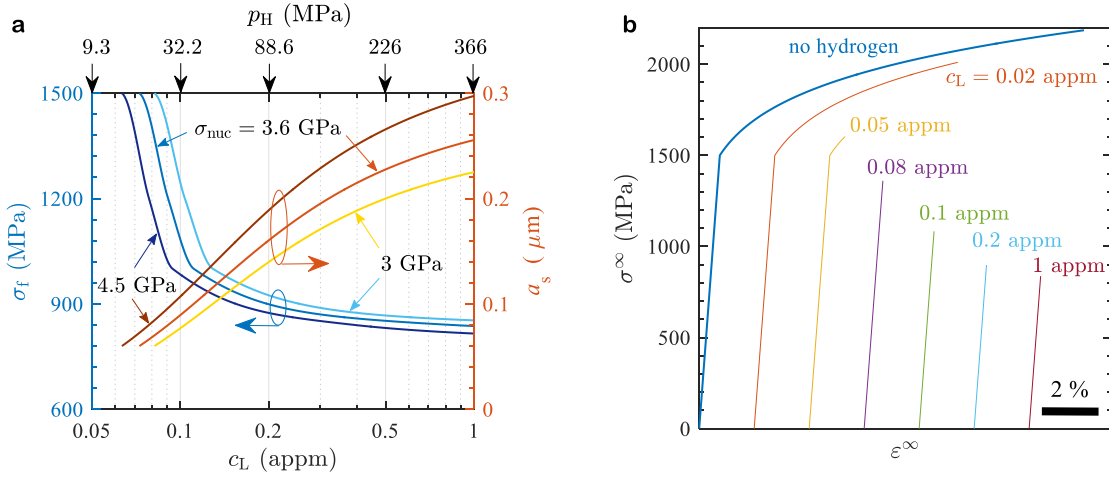 a
p_H (MPa)
9.3 32.2 88.6 226 366
1500
1200
900
600
σ_f (MPa)
σ_nuc = 3.6 GPa
4.5 GPa
3 GPa
0.3
0.2
0.1
0
a_s ( μm)
0.05 0.1 0.2 0.5 1
c_L (appm)
b
2000
1500
1000
500
0
σ^∞ (MPa)
no hydrogen
c_L = 0.02 appm
0.05 appm
0.08 appm
0.1 appm
0.2 appm
1 appm
2 %
ε^∞